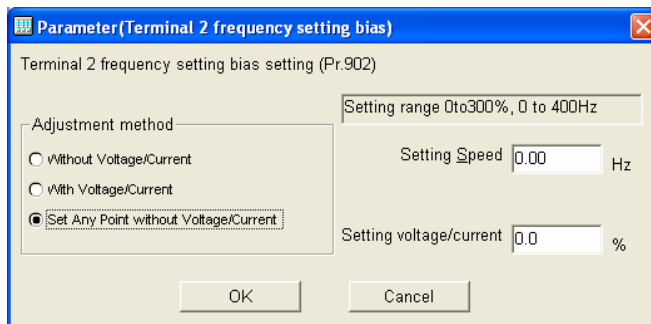 Parameter(Terminal 2 frequency setting bias)
Terminal 2 frequency setting bias setting (Pr.902)
Setting range 0to300%, 0 to 400Hz
Adjustment method
Without Voltage/Current
With Voltage/Current
Set Any Point without Voltage/Current
Setting Speed 0.00 Hz
Setting voltage/current 0.0 %
OK Cancel